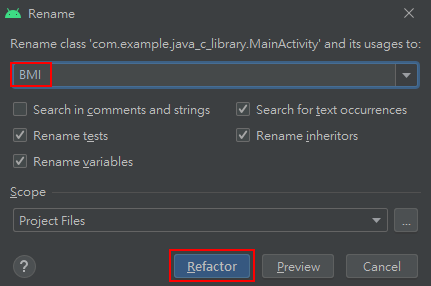 Rename
Rename class 'com.example.java_c_library.MainActivity' and its usages to:
BMI
Search in comments and strings
Search for text occurrences
Rename tests
Rename inheritors
Rename variables
Scope
Project Files
...
?
Refactor
Preview
Cancel